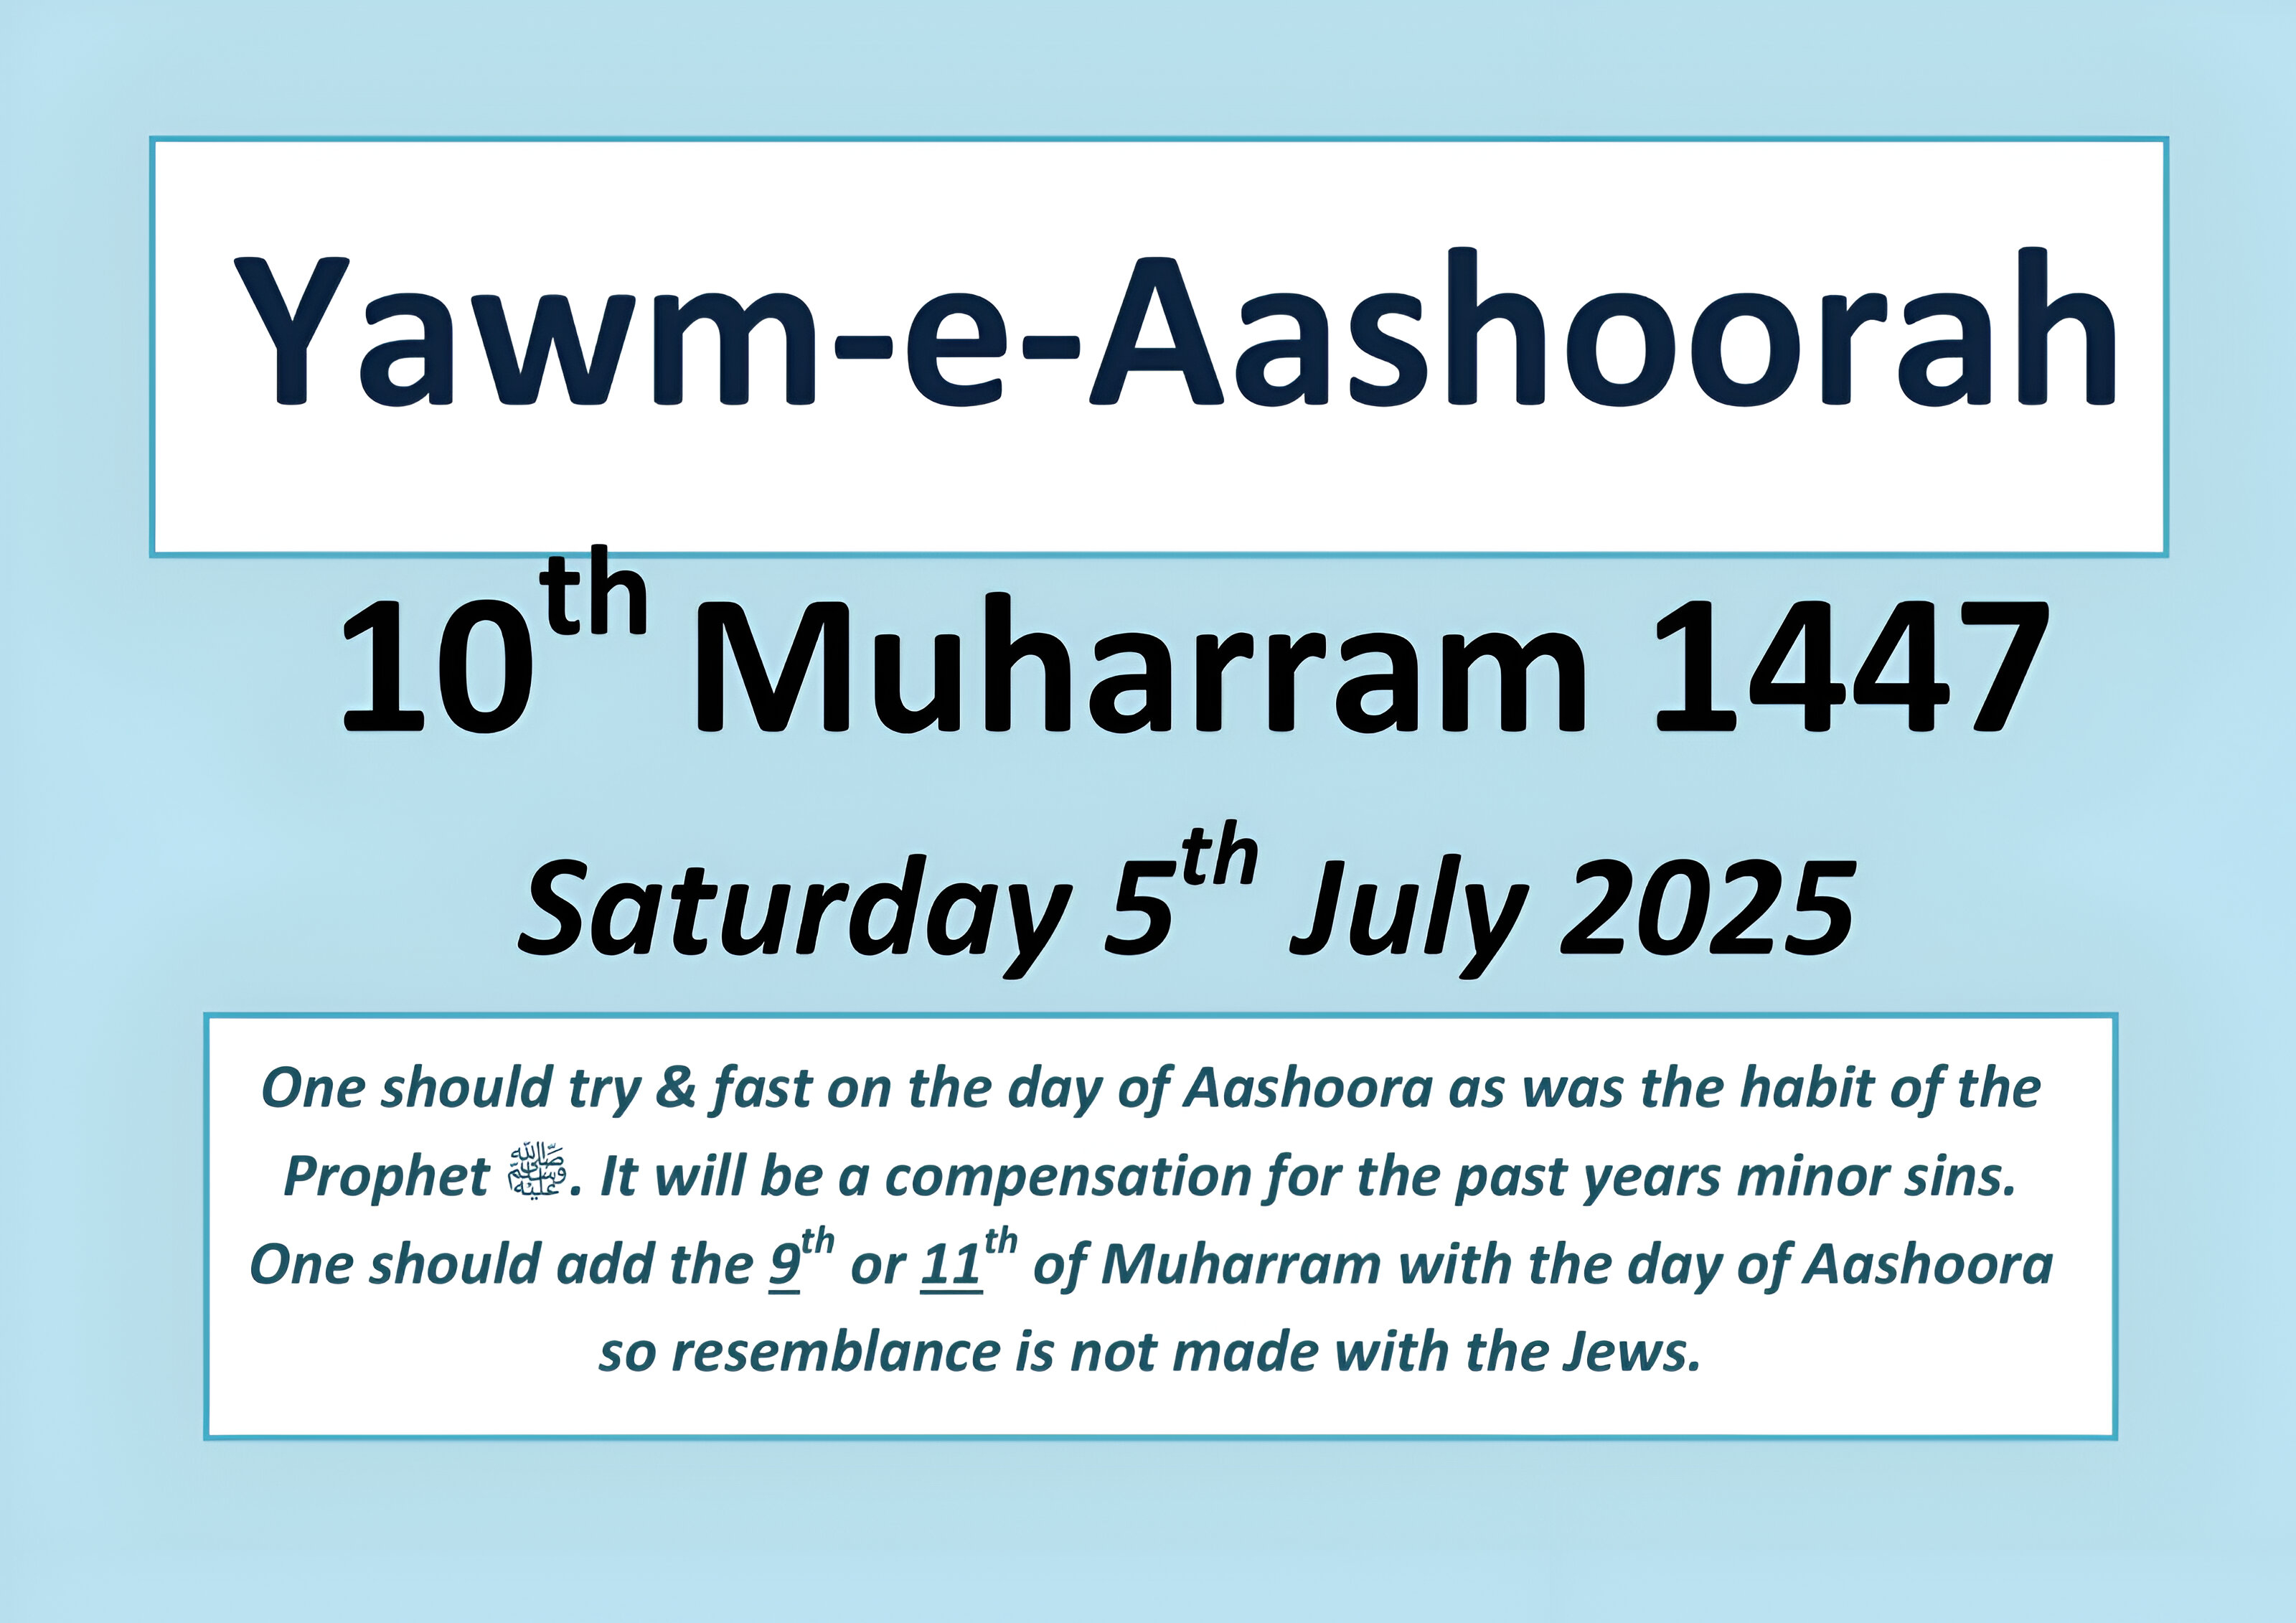 Yawm-e-Aashoorah
10th Muharram 1447
Saturday 5th July 2025
One should try & fast on the day of Aashoora as was the habit of the
Prophet ﷺ. It will be a compensation for the past years minor sins.
One should add the 9th or 11th of Muharram with the day of Aashoora
so resemblance is not made with the Jews.